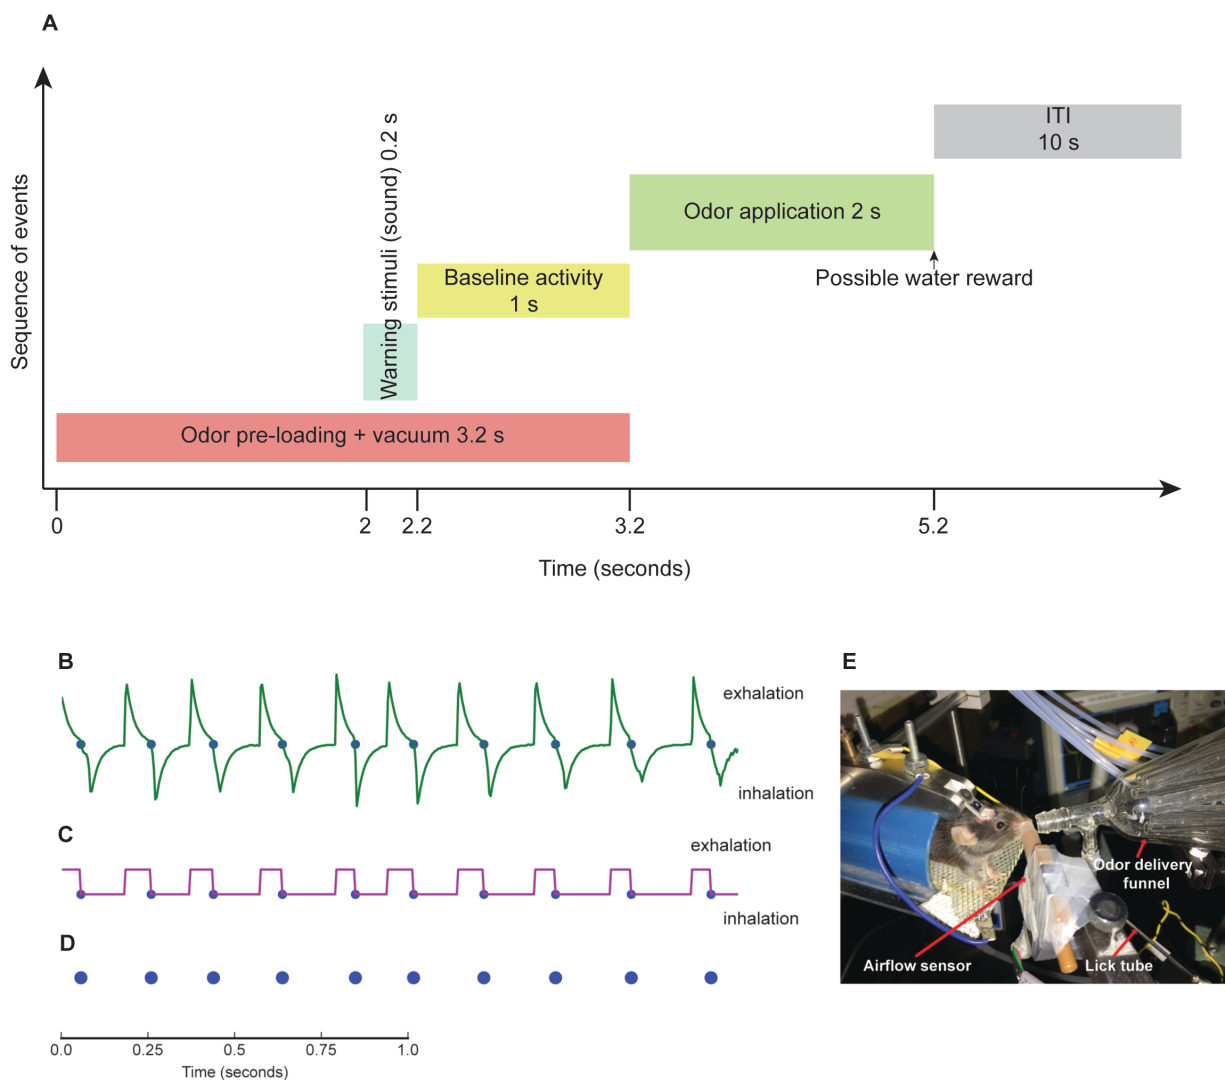 A
Sequence of events
Warning stimuli (sound) 0.2 s
ITI
10 s
Odor application 2 s
Possible water reward
Baseline activity
1 s
Odor pre-loading + vacuum 3.2 s
0
2
2.2
3.2
5.2
Time (seconds)
B
exhalation
inhalation
C
exhalation
inhalation
D
0.0
0.25
0.5
0.75
1.0
Time (seconds)
E
Odor delivery
funnel
Airflow sensor
Lick tube